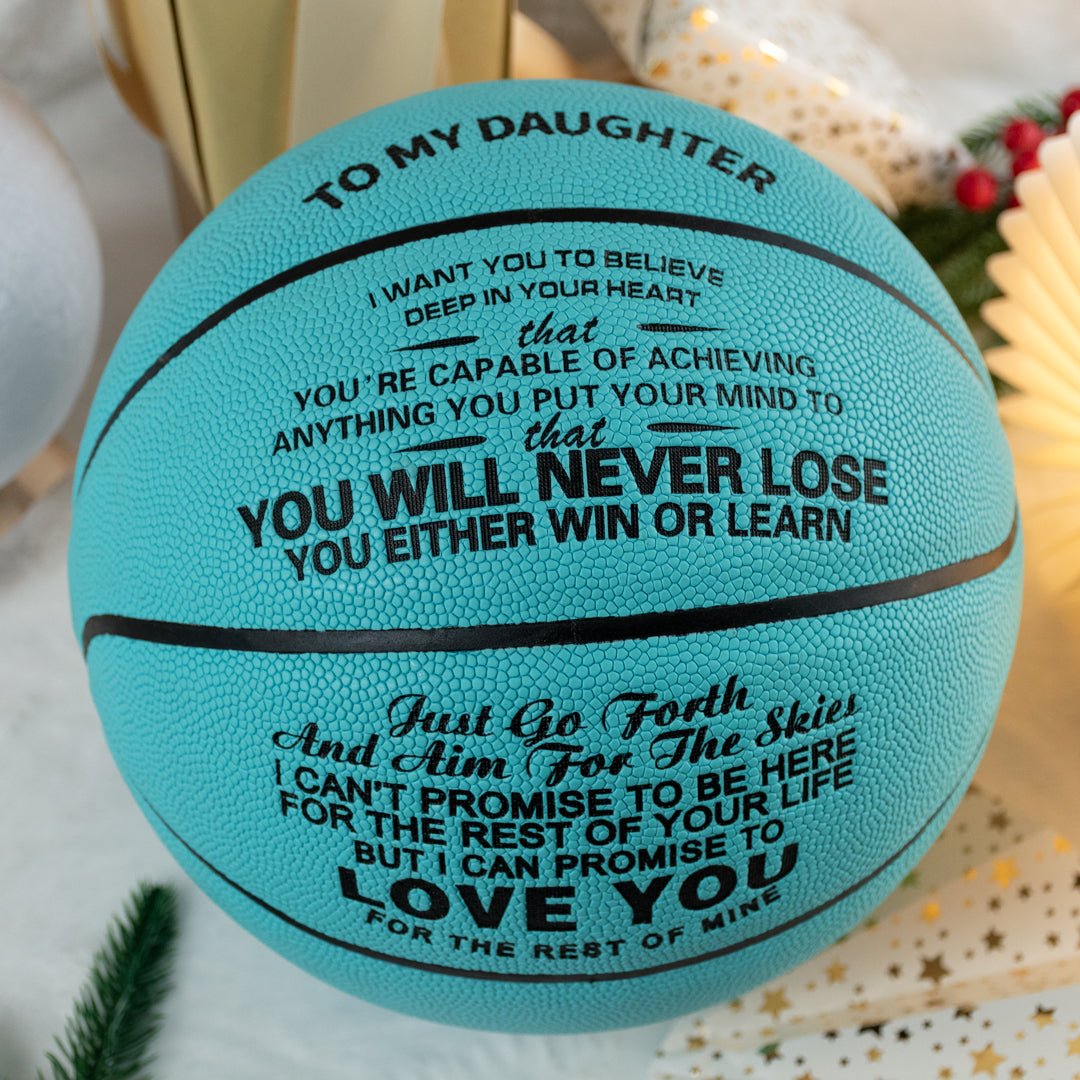 TO MY DAUGHTER
I WANT YOU TO BELIEVE
DEEP IN YOUR HEART
that
YOU'RE CAPABLE OF ACHIEVING
ANYTHING YOU PUT YOUR MIND TO
that
YOU WILL NEVER LOSE
YOU EITHER WIN OR LEARN
Just Go Forth
And Aim For The Skies
I CAN'T PROMISE TO BE HERE
FOR THE REST OF YOUR LIFE
BUT I CAN PROMISE TO
LOVE YOU
FOR THE REST OF MINE